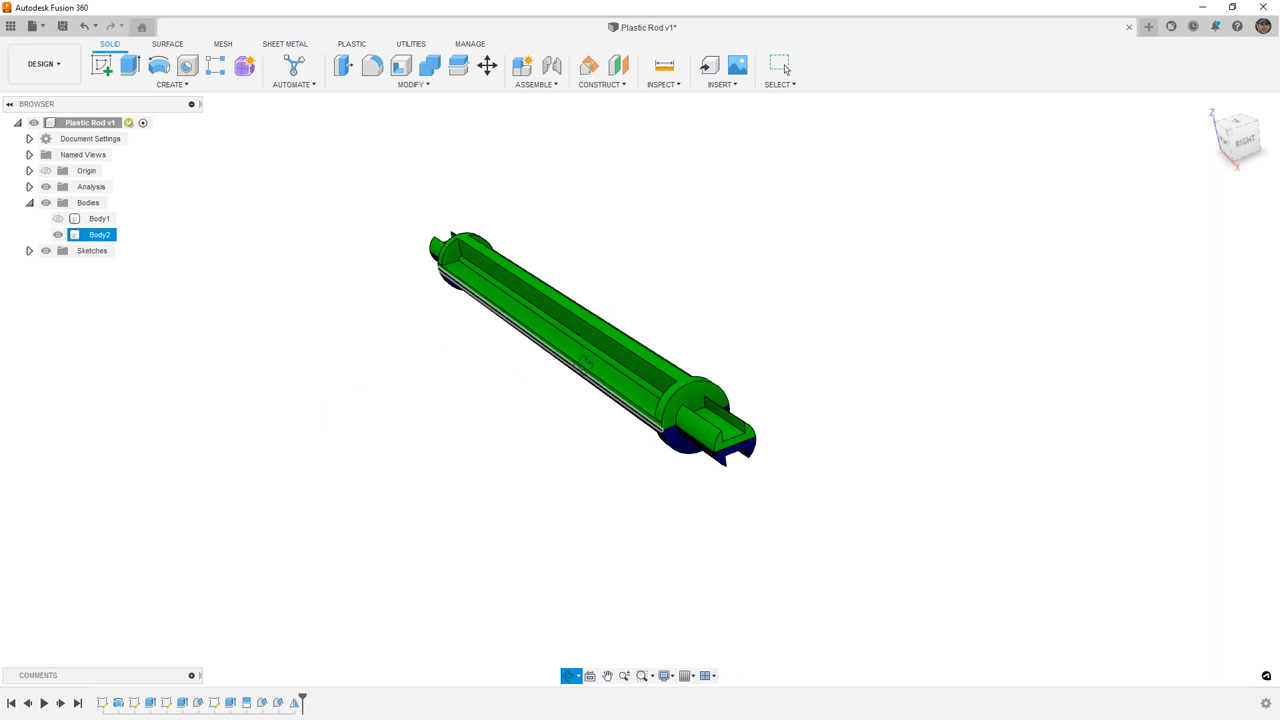 Autodesk Fusion 360
Plastic Rod v1*
SOLID SURFACE MESH SHEET METAL PLASTIC UTILITIES MANAGE
DESIGN
CREATE AUTOMATE MODIFY ASSEMBLE CONSTRUCT INSPECT INSERT SELECT
BROWSER
Plastic Rod v1
Document Settings
Named Views
Origin
Analysis
Bodies
Body1
Body2
Sketches
Z
RIGHT
X
COMMENTS